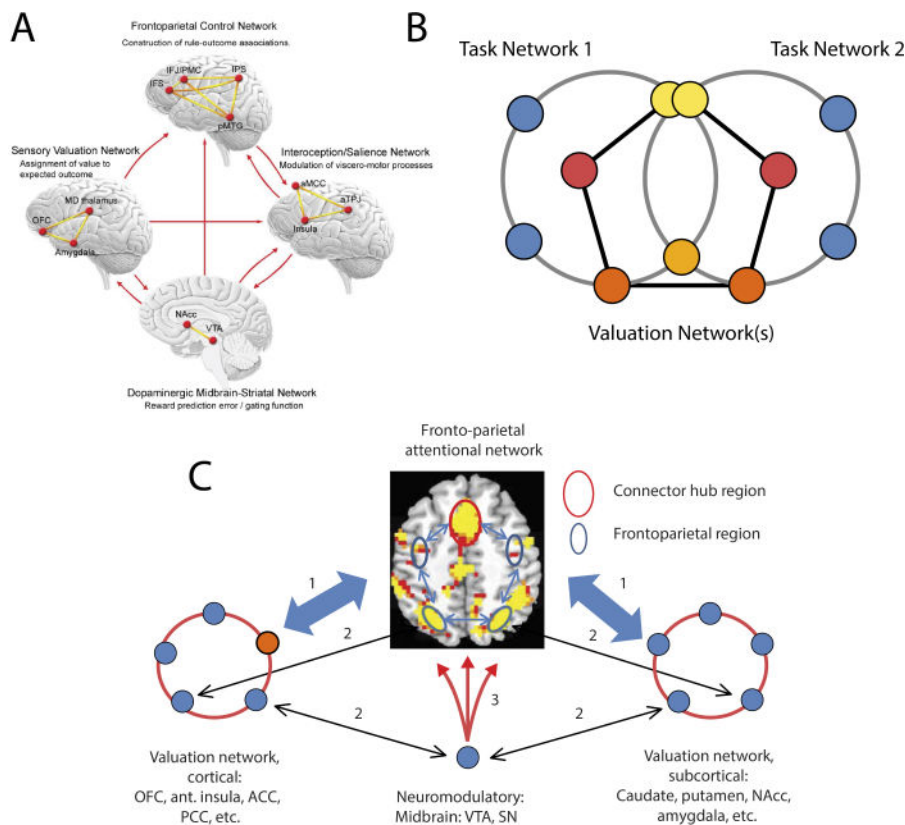 A
Frontoparietal Control Network
Construction of rule-outcome associations.
IFJ/PMC
IPS
IFS
pMTG
Sensory Valuation Network
Assignment of value to
expected outcome
MD thalamus
OFC
Amygdala
Interoception/Salience Network
Modulation of viscero-motor processes
aMCC
aTPJ
Insula
NAcc
VTA
Dopaminergic Midbrain-Striatal Network
Reward prediction error / gating function
B
Task Network 1
Task Network 2
Valuation Network(s)
C
Fronto-parietal
attentional network
Connector hub region
Frontoparietal region
1
1
2
2
2
3
2
Valuation network,
cortical:
OFC, ant. insula, ACC,
PCC, etc.
Neuromodulatory:
Midbrain: VTA, SN
Valuation network,
subcortical:
Caudate, putamen, NAcc,
amygdala, etc.